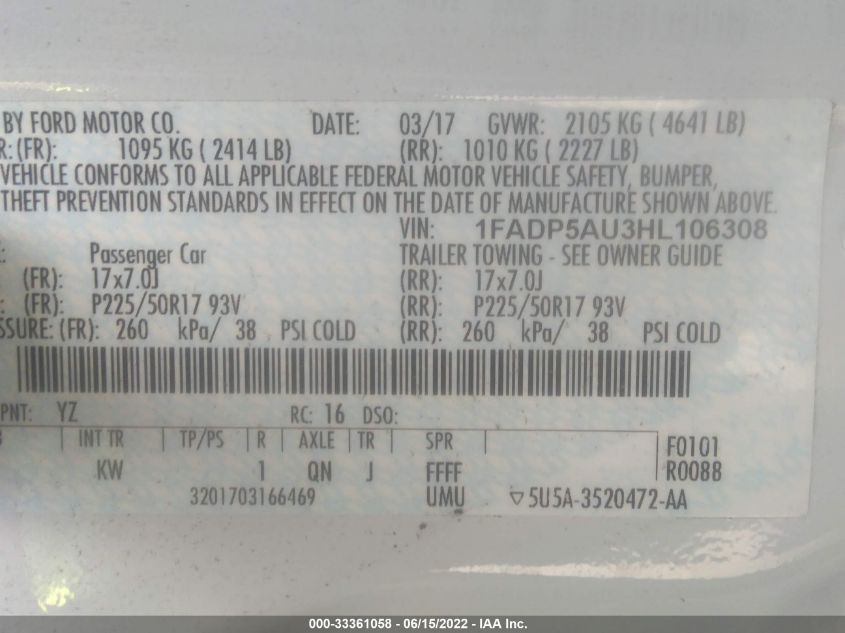 BY FORD MOTOR CO. DATE: 03/17 GVWR: 2105 KG ( 4641 LB)
R:(FR): 1095 KG ( 2414 LB) (RR): 1010 KG ( 2227 LB)
VEHICLE CONFORMS TO ALL APPLICABLE FEDERAL MOTOR VEHICLE SAFETY, BUMPER,
THEFT PREVENTION STANDARDS IN EFFECT ON THE DATE OF MANUFACTURE SHOWN ABOVE.
VIN: 1FADP5AU3HL106308
Passenger Car TRAILER TOWING - SEE OWNER GUIDE
(FR): 17x7.0J (RR): 17x7.0J
(FR): P225/50R17 93V (RR): P225/50R17 93V
SSURE: (FR): 260 kPa/ 38 PSI COLD (RR): 260 kPa/ 38 PSI COLD
PNT: YZ RC: 16 DSO:
INT TR TP/PS R AXLE TR SPR F0101
KW 1 QN J FFFF R0088
3201703166469 UMU ▽5U5A-3520472-AA
000-33361058 - 06/15/2022 - IAA Inc.